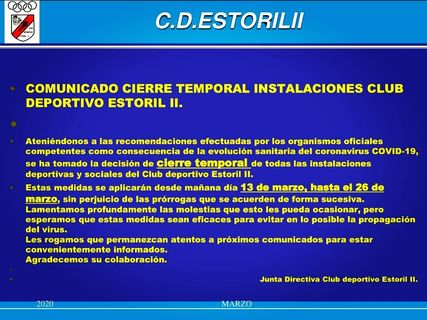 C.D.ESTORILII
COMUNICADO CIERRE TEMPORAL INSTALACIONES CLUB
DEPORTIVO ESTORIL II.
Ateniéndonos a las recomendaciones efectuadas por los organismos oficiales
competentes como consecuencia de la evolución sanitaria del coronavirus COVID-19,
se ha tomado la decisión de cierre temporal de todas las instalaciones
deportivas y sociales del Club deportivo Estoril II.
Estas medidas se aplicarán desde mañana día 13 de marzo, hasta el 26 de
marzo, sin perjuicio de las prórrogas que se acuerden de forma sucesiva.
Lamentamos profundamente las molestias que esto les pueda ocasionar, pero
esperamos que estas medidas sean eficaces para evitar en lo posible la propagación
del virus.
Les rogamos que permanezcan atentos a próximos comunicados para estar
convenientemente informados.
Agradecemos su colaboración.
Junta Directiva Club deportivo Estoril II.
2020 MARZO